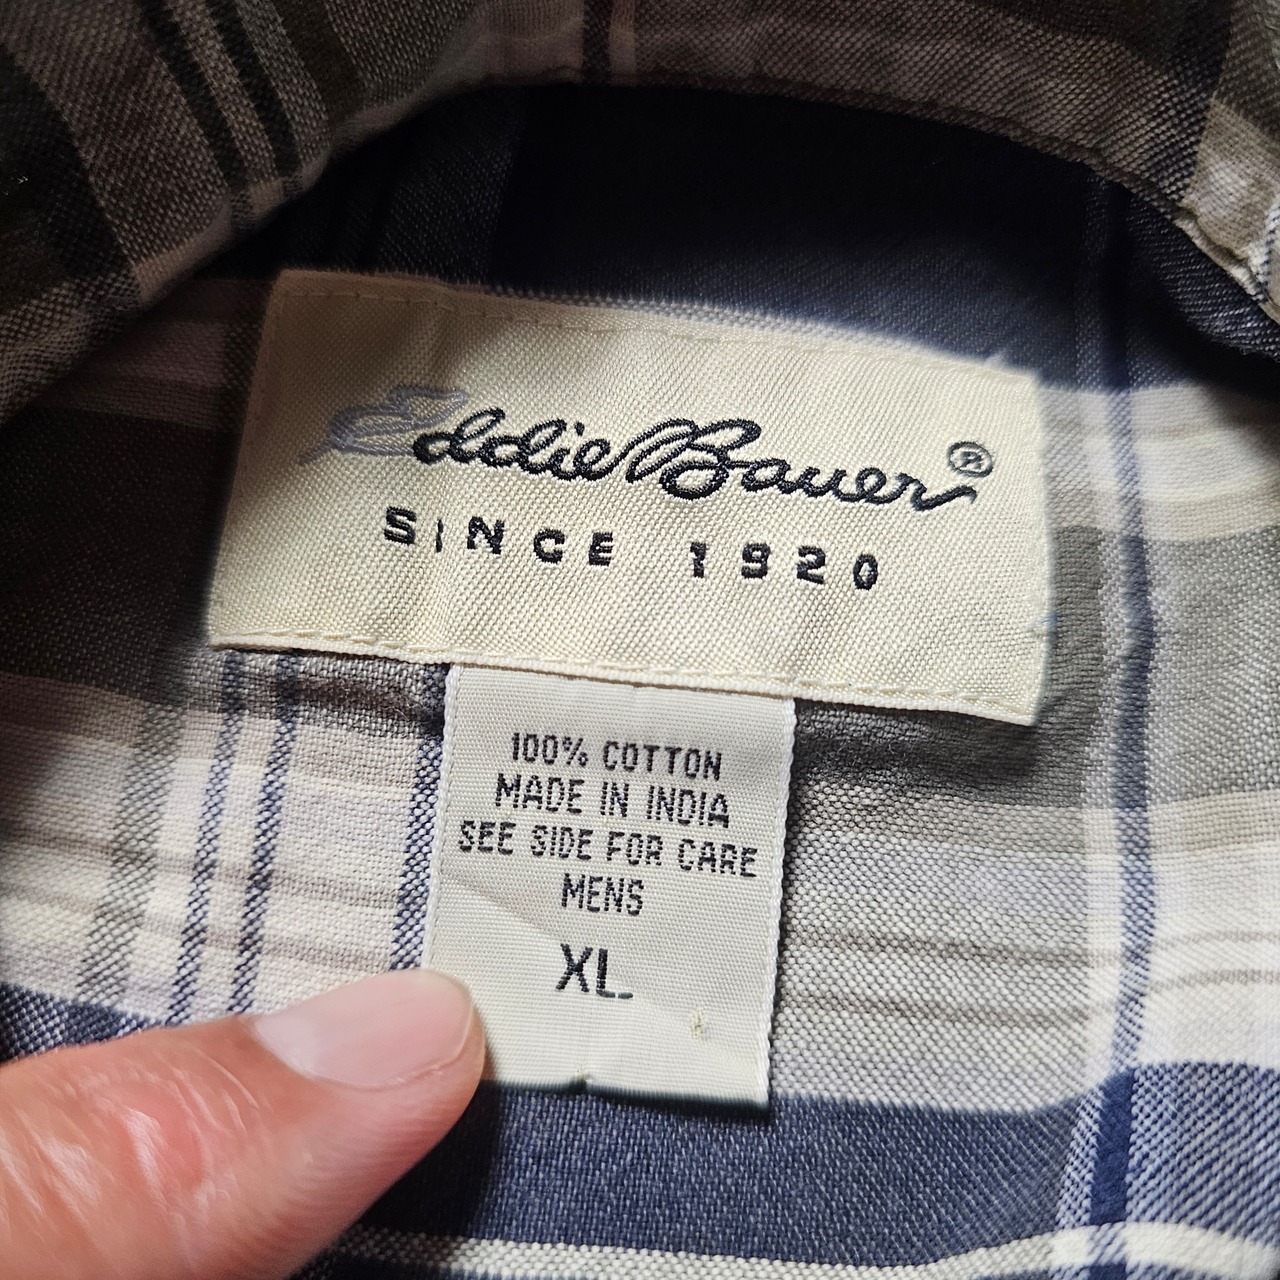 Eddie Bauer®
SINCE 1920
100% COTTON
MADE IN INDIA
SEE SIDE FOR CARE
MENS
XL